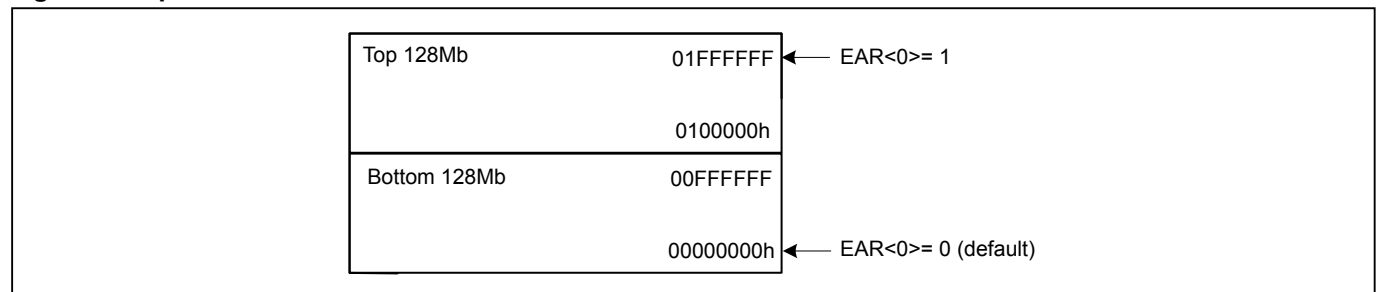 Top 128Mb 01FFFFFF EAR<0>= 1
0100000h
Bottom 128Mb 00FFFFFF
00000000h EAR<0>= 0 (default)